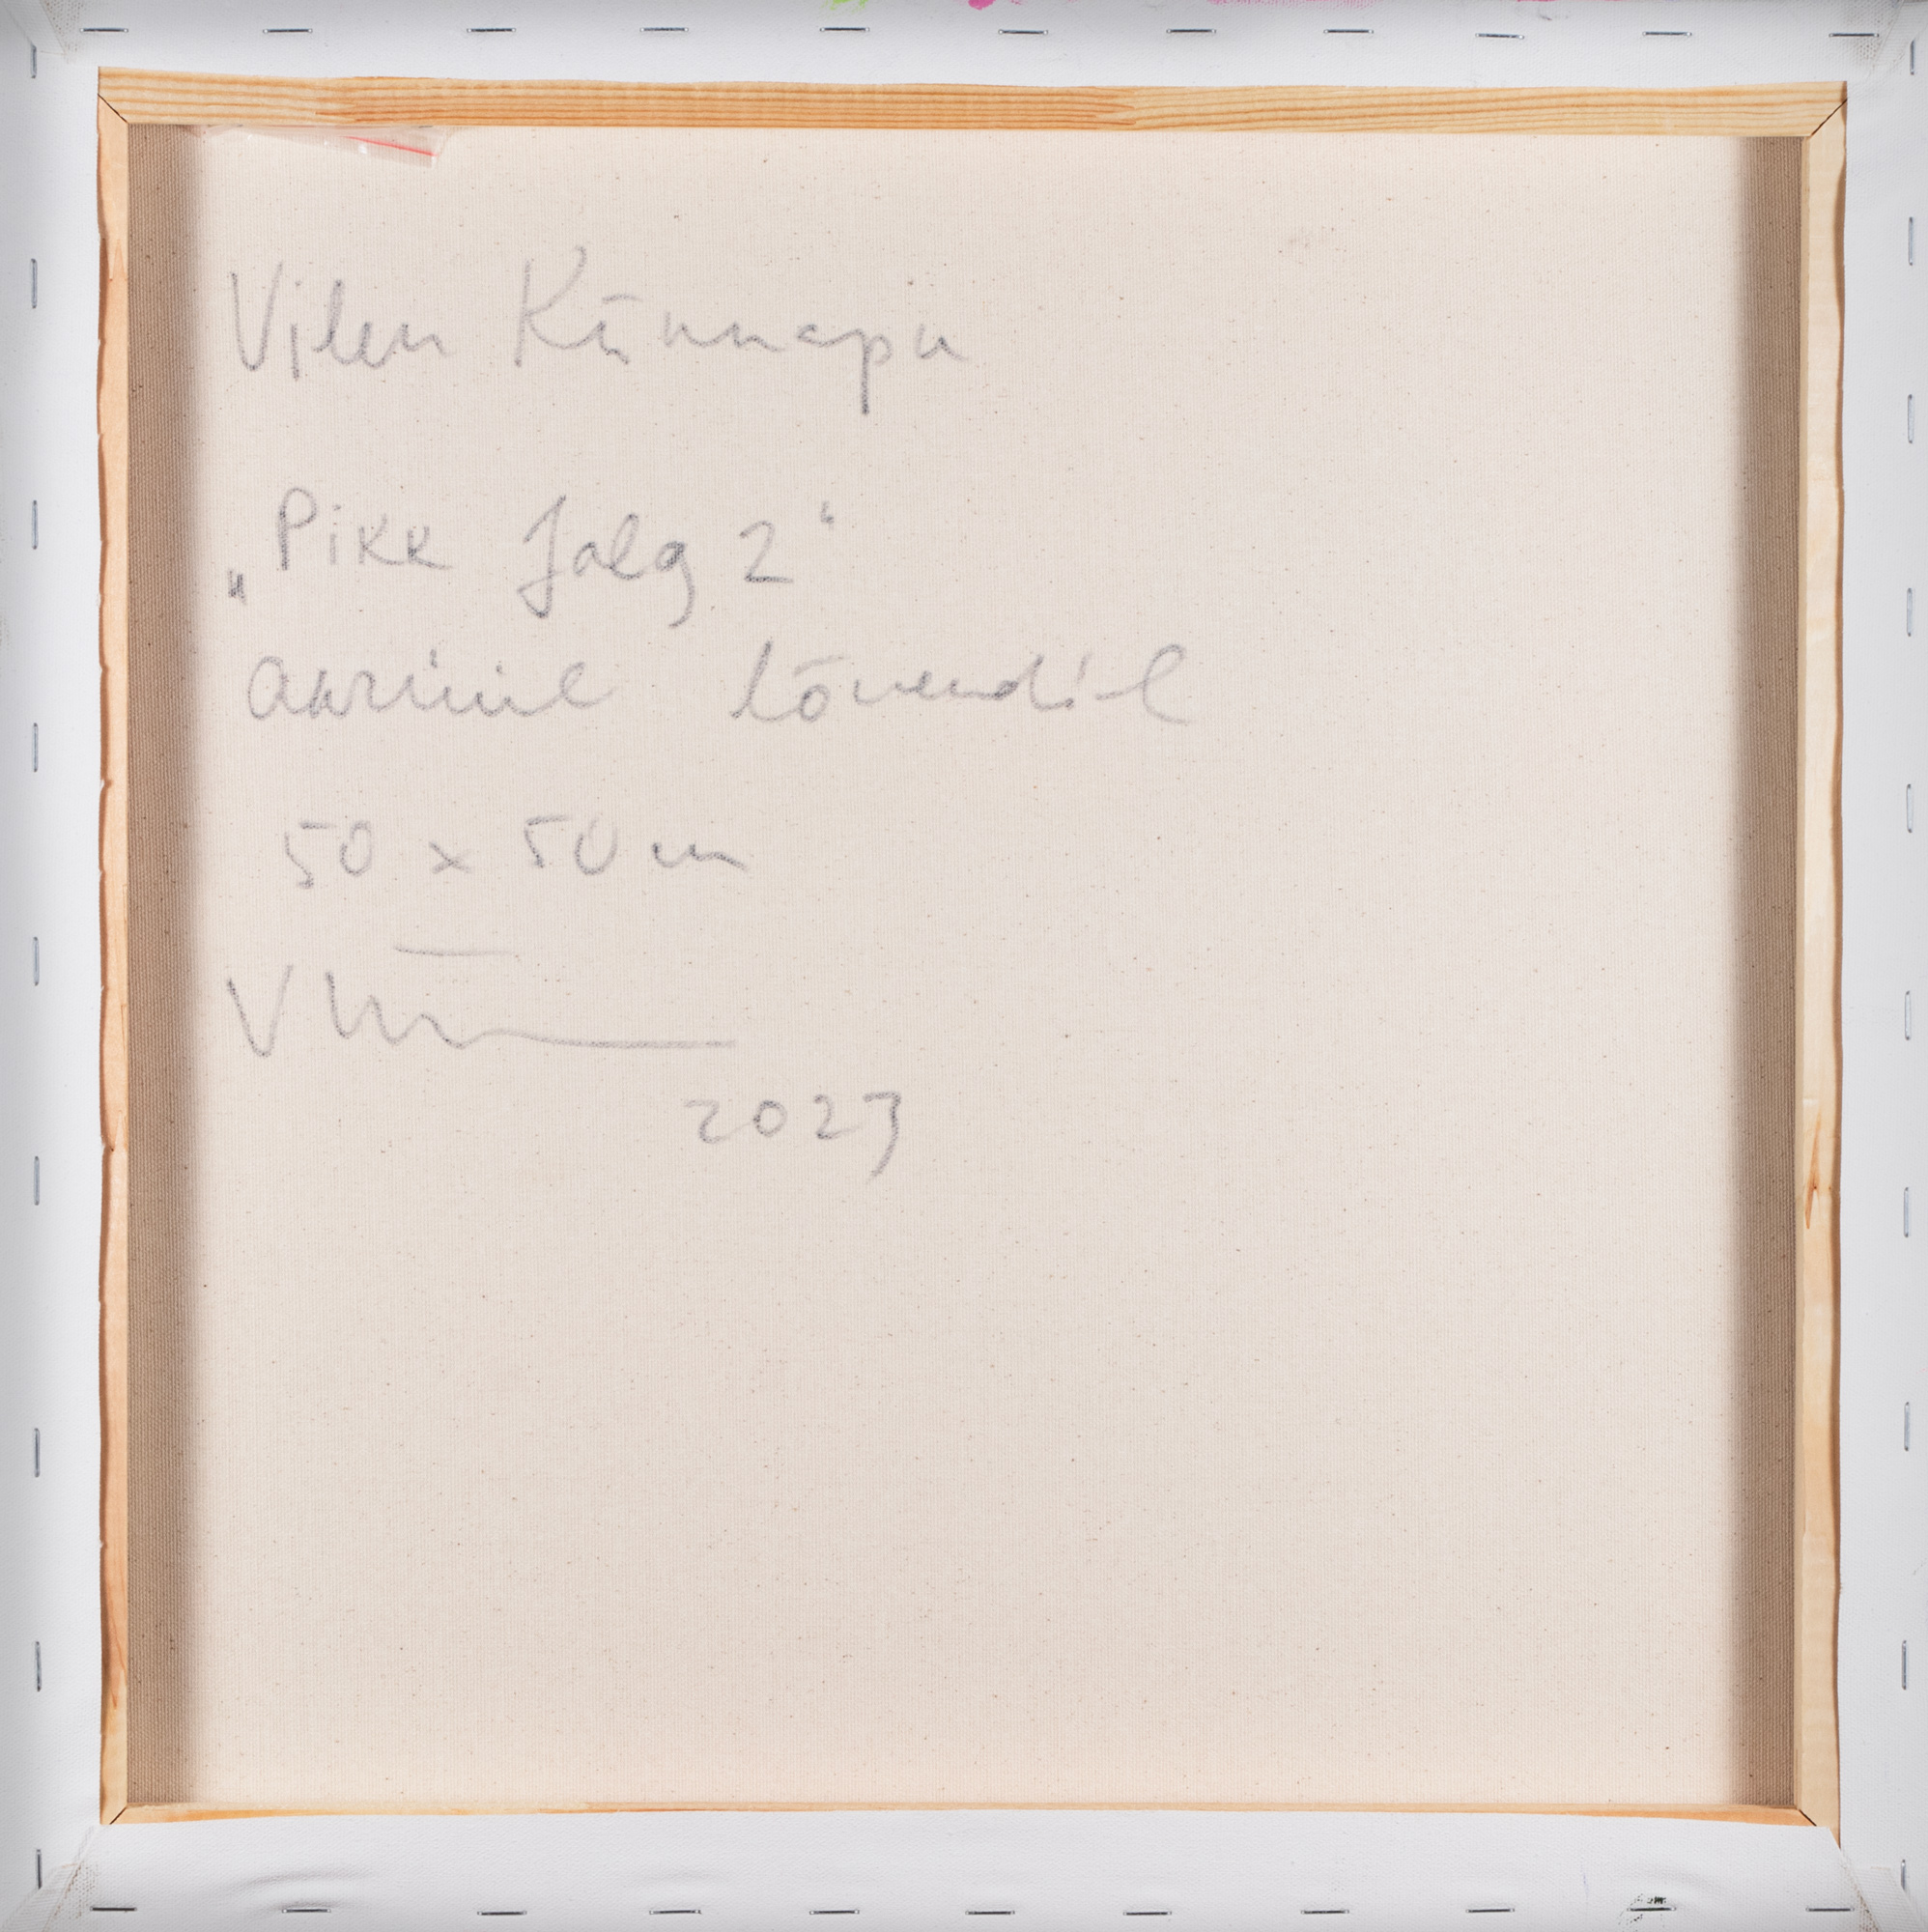 Vilen Künnapu
„Pikk Jalg 2“
akrüül lõuendil
50 x 50 cm
2023